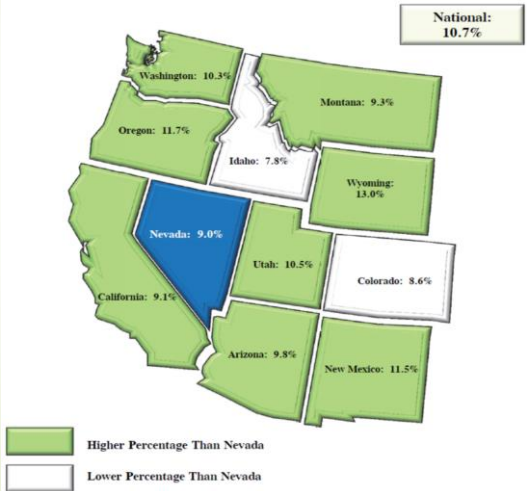 National:
10.7%
Washington: 10.3%
Montana: 9.3%
Oregon: 11.7%
Idaho: 7.8%
Wyoming:
13.0%
Nevada: 9.0%
Utah: 10.5%
Colorado: 8.6%
California: 9.1%
Arizona: 9.8%
New Mexico: 11.5%
Higher Percentage Than Nevada
Lower Percentage Than Nevada